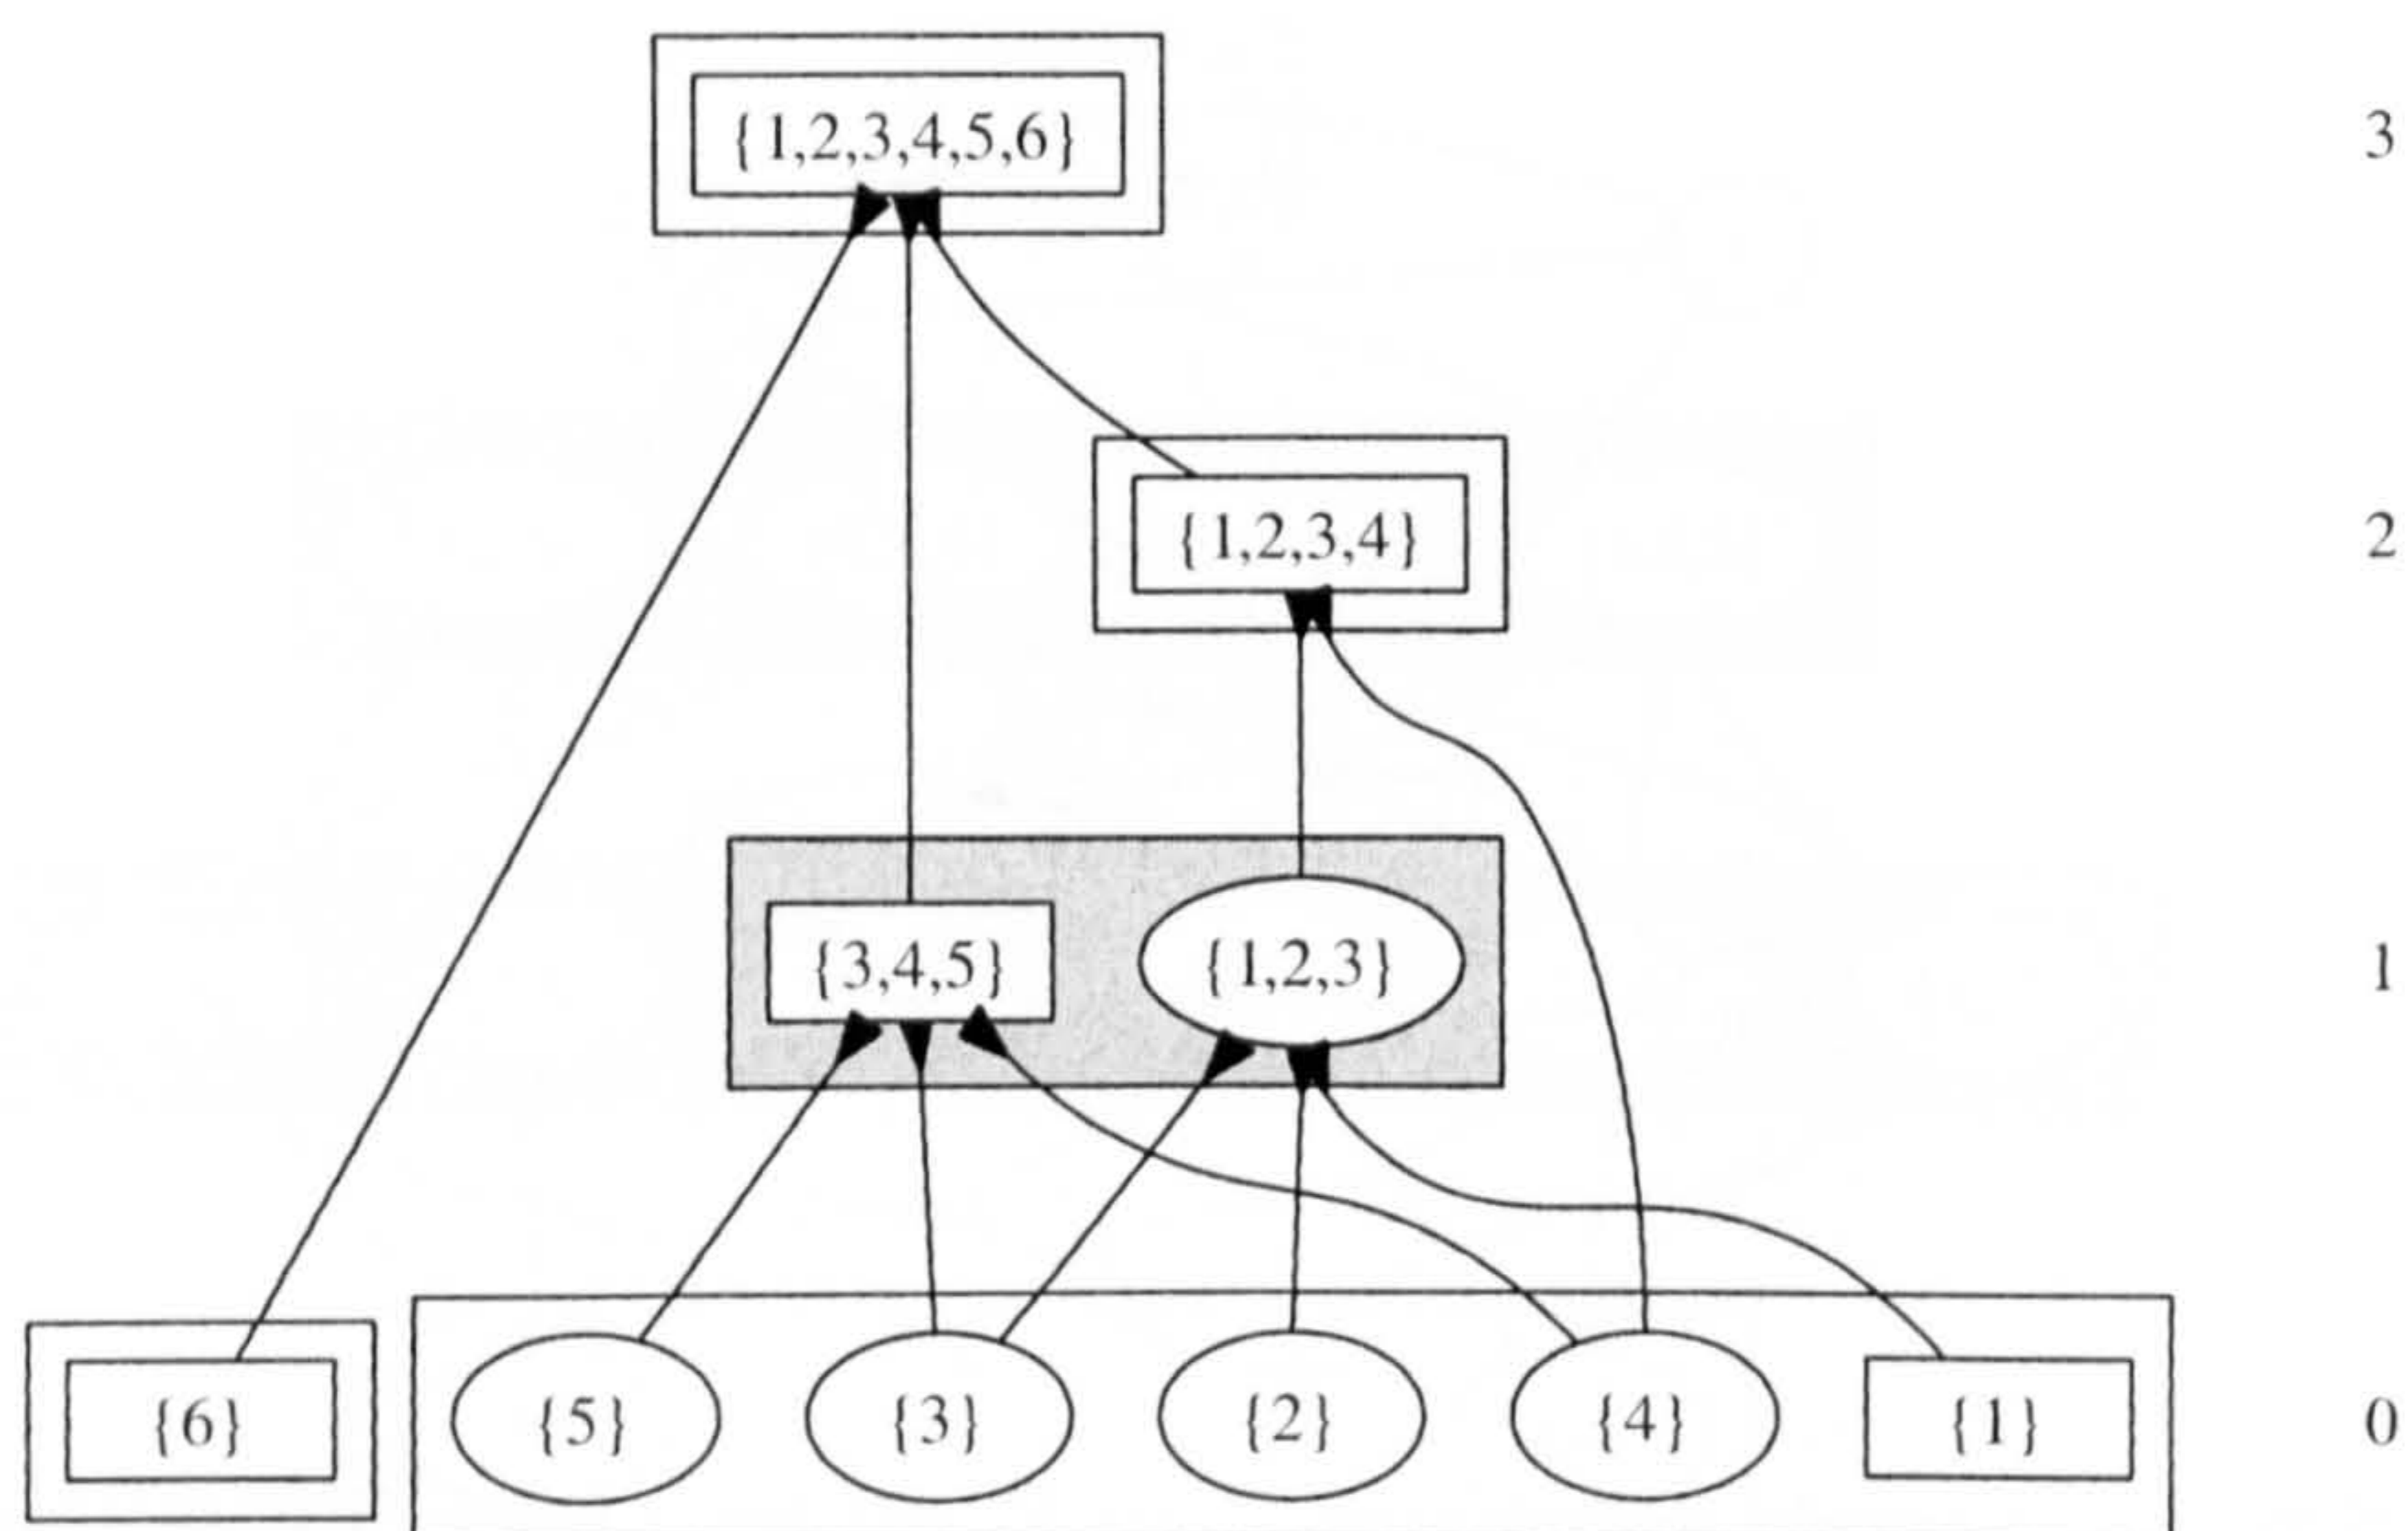 {1,2,3,4,5,6} 3
{1,2,3,4} 2
{3,4,5} {1,2,3} 1
{6} {5} {3} {2} {4} {1} 0